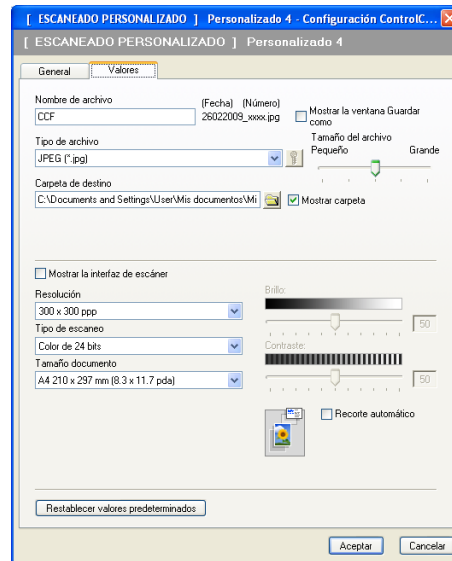 [ ESCANEADO PERSONALIZADO ] Personalizado 4 - Configuración ControlC...
[ ESCANEADO PERSONALIZADO ] Personalizado 4
General Valores
Nombre de archivo (Fecha) (Número)
CCF 26022009_xxxx.jpg Mostrar la ventana Guardar como
Tipo de archivo Tamaño del archivo
JPEG (*.jpg) Pequeño Grande
Carpeta de destino
C:\Documents and Settings\User\Mis documentos\Mi Mostrar carpeta
Mostrar la interfaz de escáner
Resolución Brillo:
300 x 300 ppp 50
Tipo de escaneo
Color de 24 bits Contraste:
Tamaño documento
A4 210 x 297 mm (8.3 x 11.7 pda) 50
Recorte automático
Restablecer valores predeterminados
Aceptar Cancelar